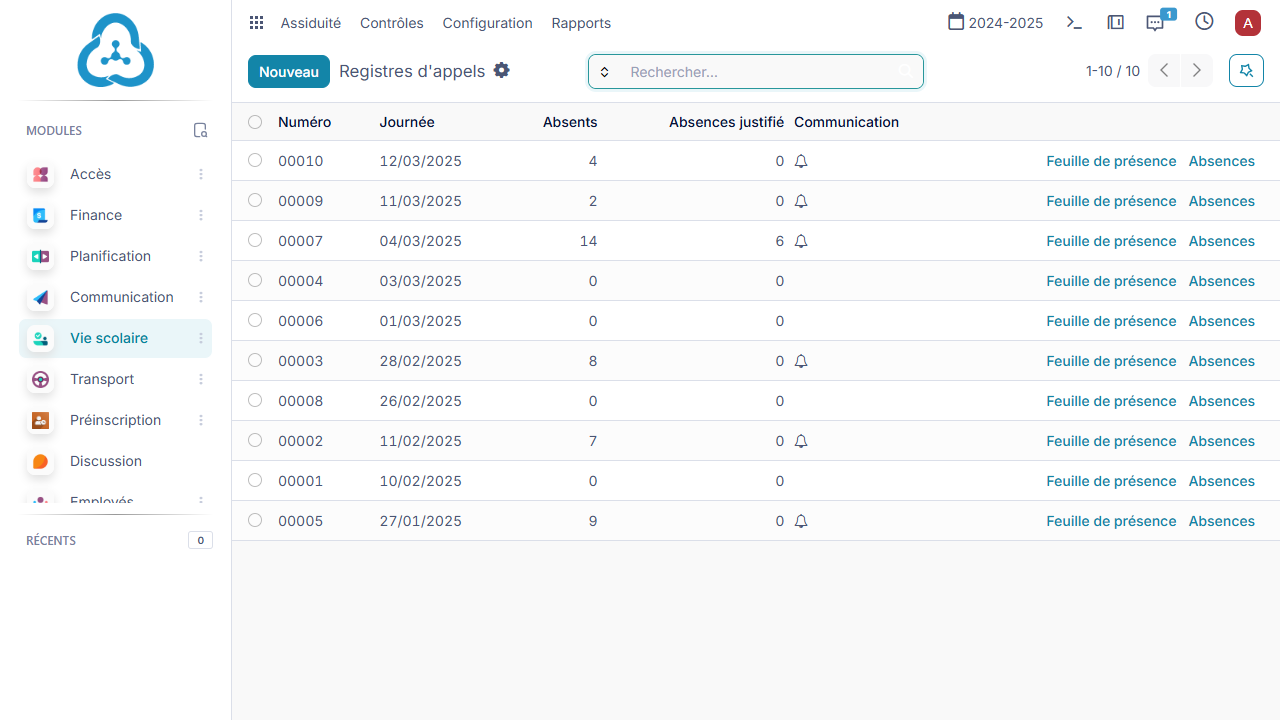 Assiduité Contrôles Configuration Rapports 2024-2025 1 A
Nouveau Registres d'appels Rechercher... 1-10 / 10
MODULES
Accès
Finance
Planification
Communication
Vie scolaire
Transport
Préinscription
Discussion
Employés
RÉCENTS 0
Numéro Journée Absents Absences justifié Communication
00010 12/03/2025 4 0 Feuille de présence Absences
00009 11/03/2025 2 0 Feuille de présence Absences
00007 04/03/2025 14 6 Feuille de présence Absences
00004 03/03/2025 0 0 Feuille de présence Absences
00006 01/03/2025 0 0 Feuille de présence Absences
00003 28/02/2025 8 0 Feuille de présence Absences
00008 26/02/2025 0 0 Feuille de présence Absences
00002 11/02/2025 7 0 Feuille de présence Absences
00001 10/02/2025 0 0 Feuille de présence Absences
00005 27/01/2025 9 0 Feuille de présence Absences